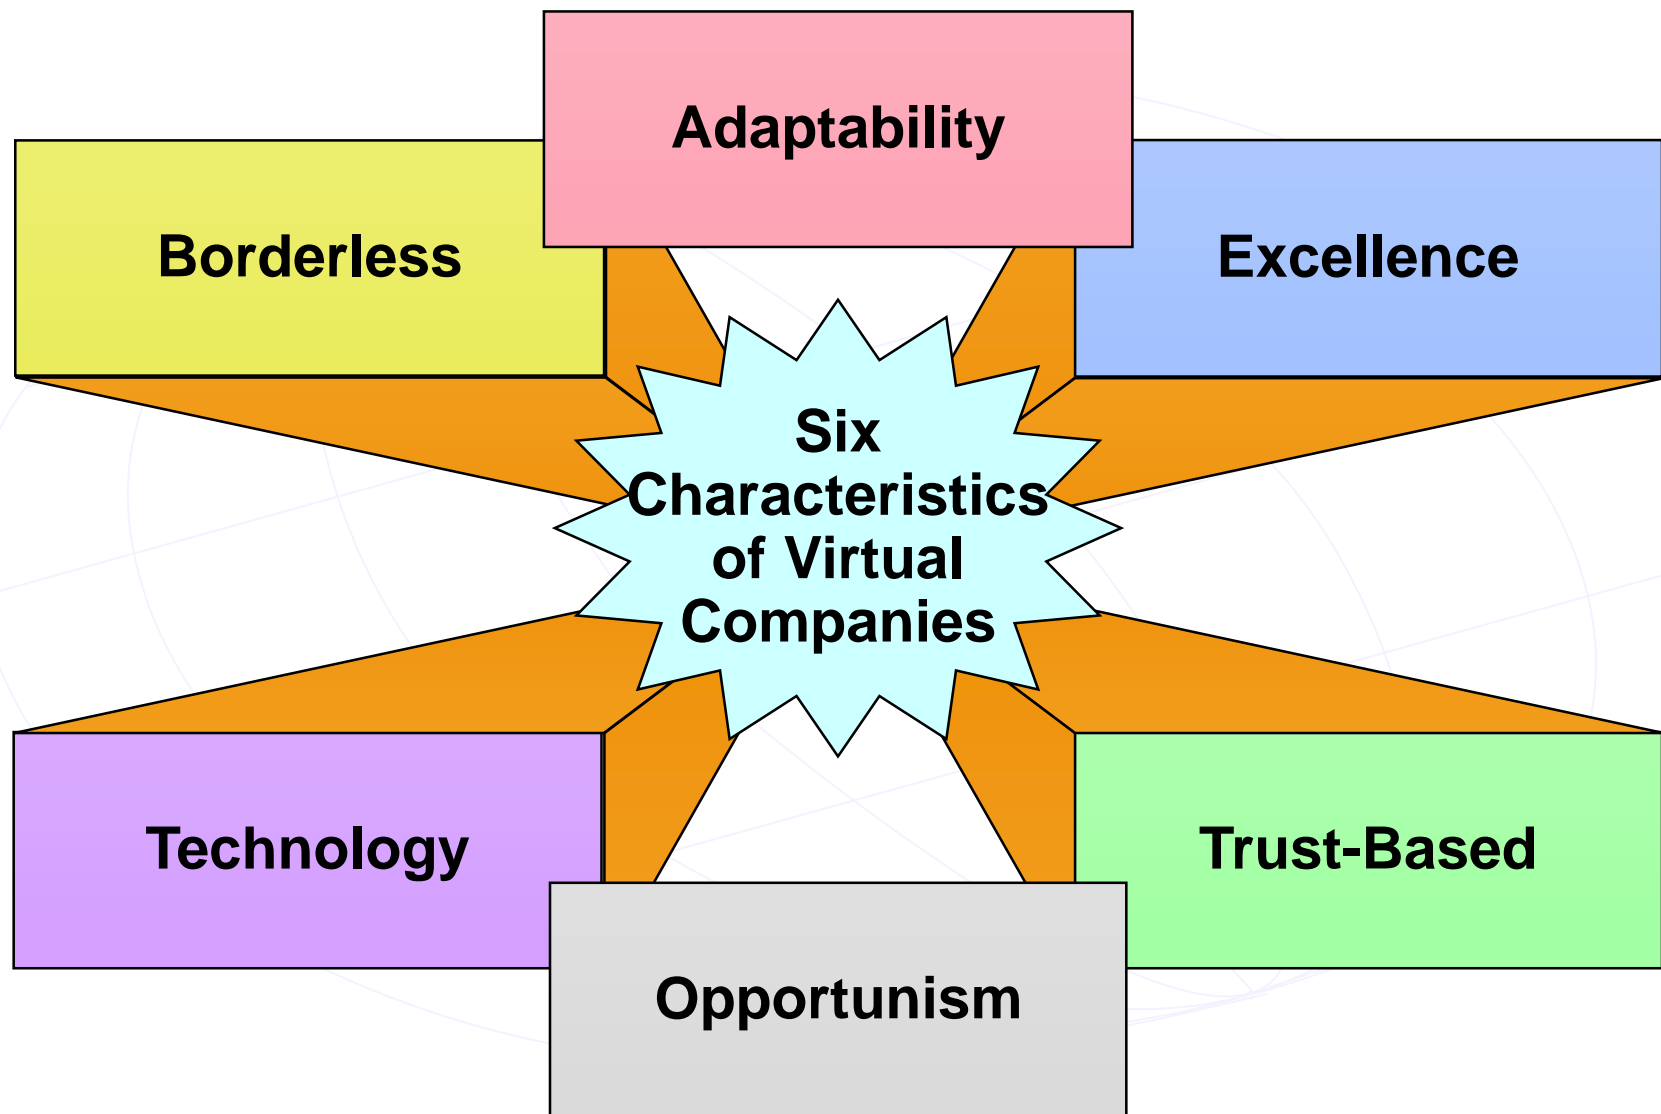 Adaptability
Borderless
Excellence
Six
Characteristics
of Virtual
Companies
Technology
Trust-Based
Opportunism